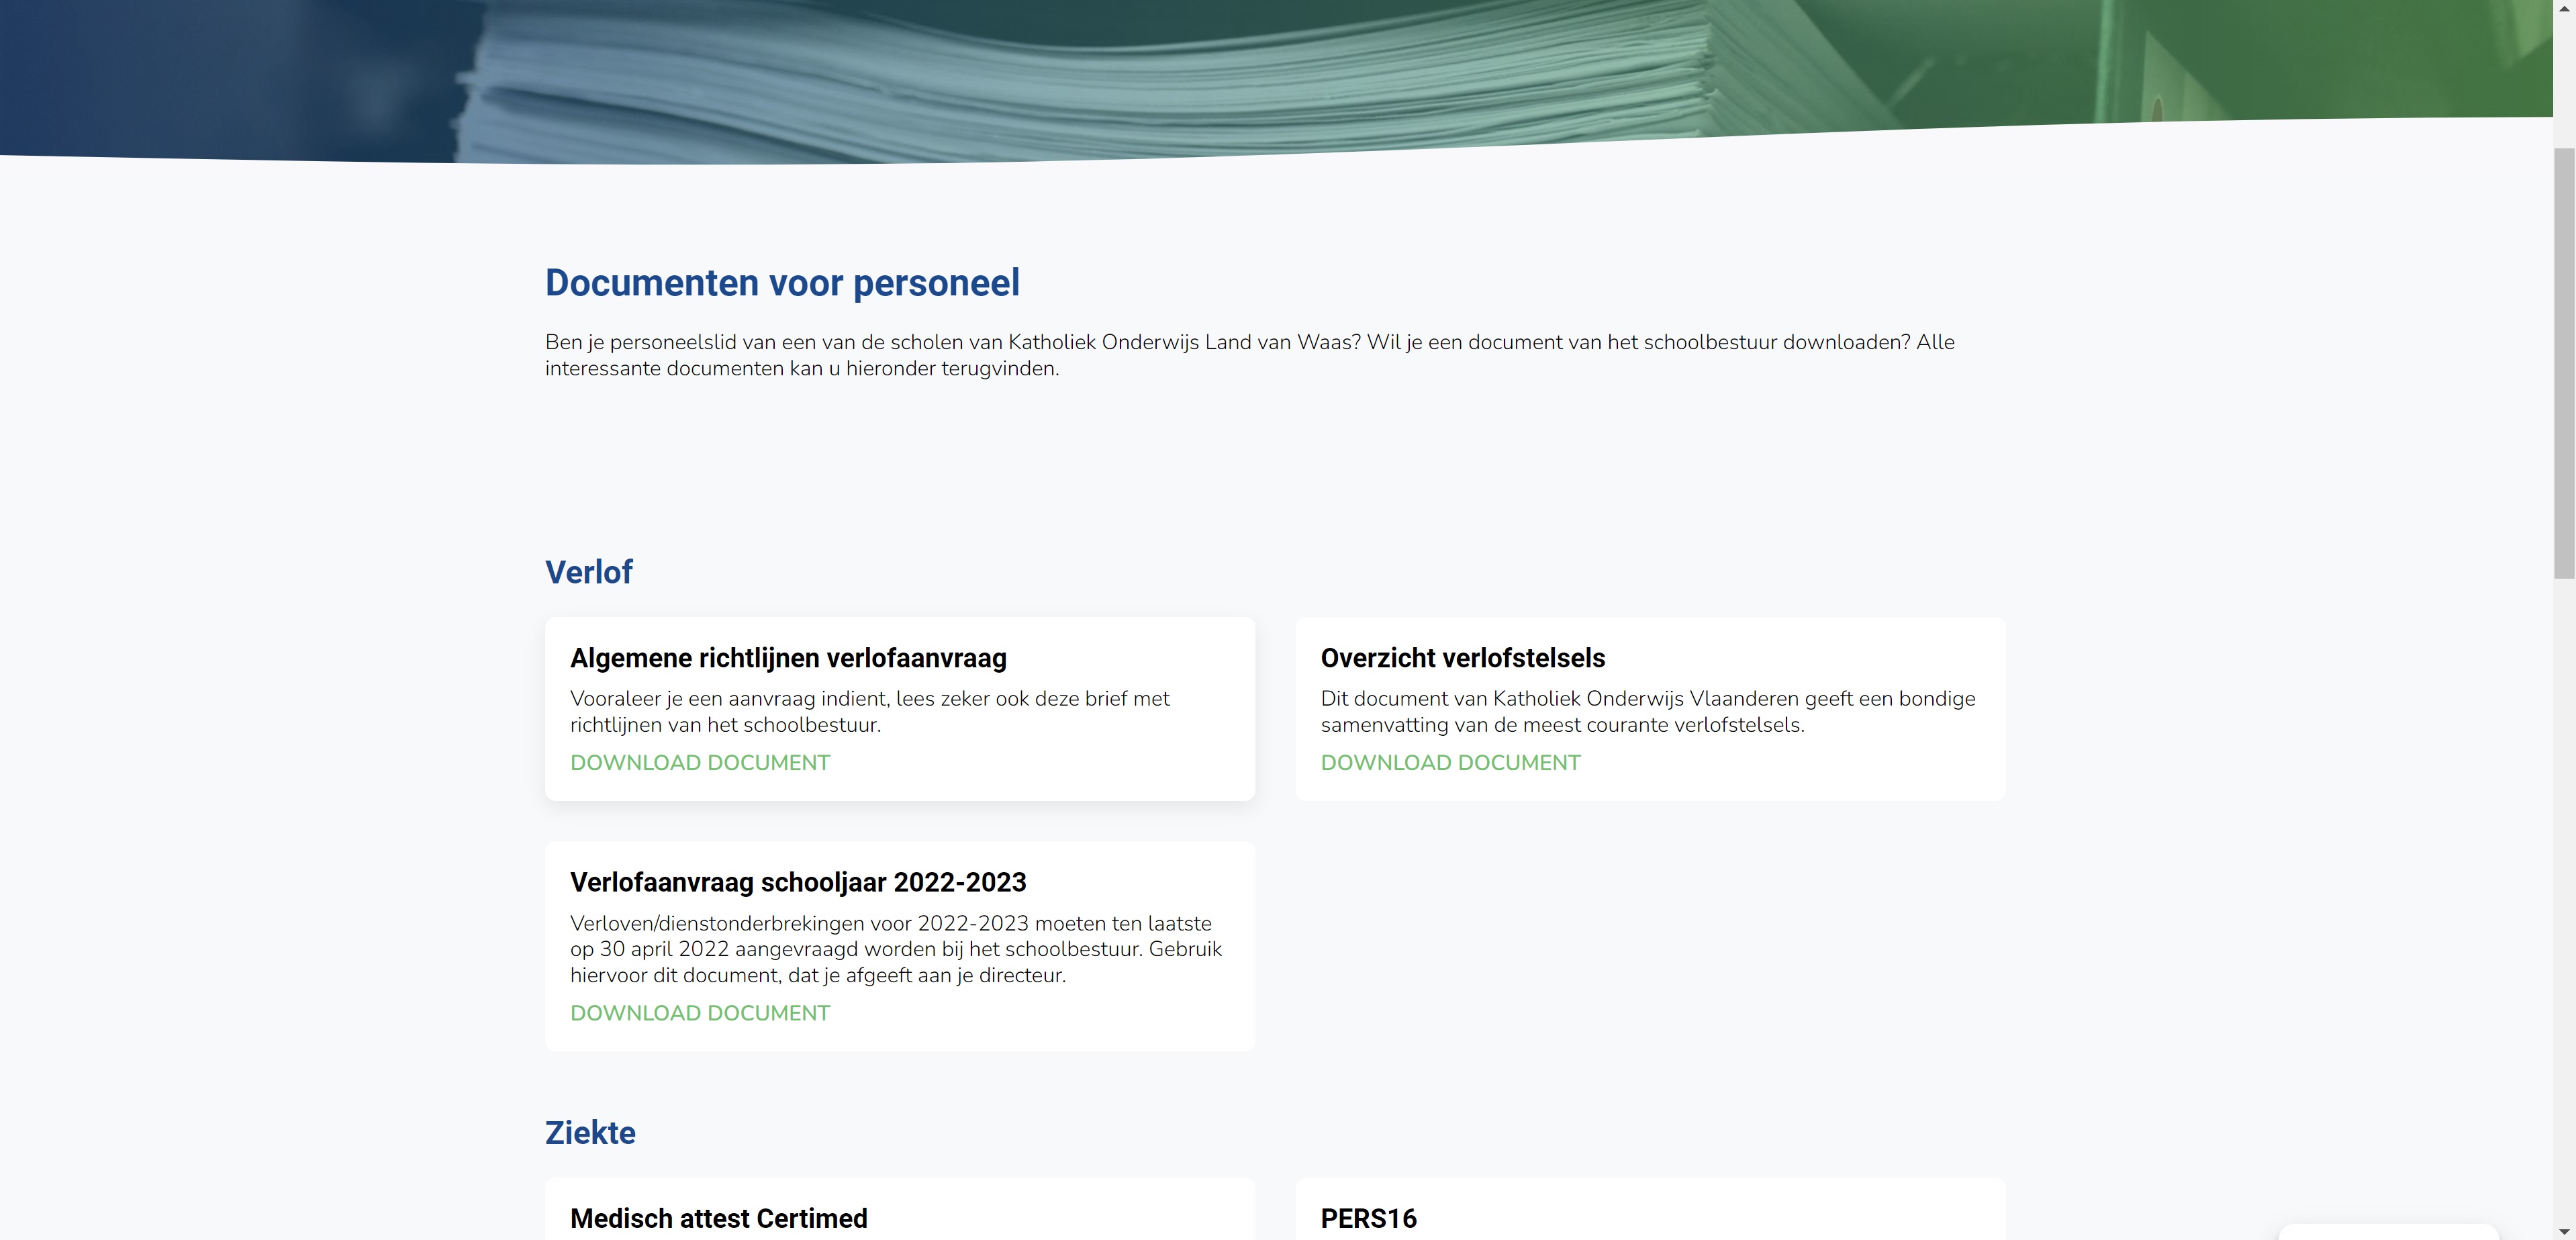 Documenten voor personeel
Ben je personeelslid van een van de scholen van Katholiek Onderwijs Land van Waas? Wil je een document van het schoolbestuur downloaden? Alle
interessante documenten kan u hieronder terugvinden.
Verlof
Algemene richtlijnen verlofaanvraag
Vooraleer je een aanvraag indient, lees zeker ook deze brief met
richtlijnen van het schoolbestuur.
DOWNLOAD DOCUMENT
Overzicht verlofstelsels
Dit document van Katholiek Onderwijs Vlaanderen geeft een bondige
samenvatting van de meest courante verlofstelsels.
DOWNLOAD DOCUMENT
Verlofaanvraag schooljaar 2022-2023
Verloven/dienstonderbrekingen voor 2022-2023 moeten ten laatste
op 30 april 2022 aangevraagd worden bij het schoolbestuur. Gebruik
hiervoor dit document, dat je afgeeft aan je directeur.
DOWNLOAD DOCUMENT
Ziekte
Medisch attest Certimed
PERS16